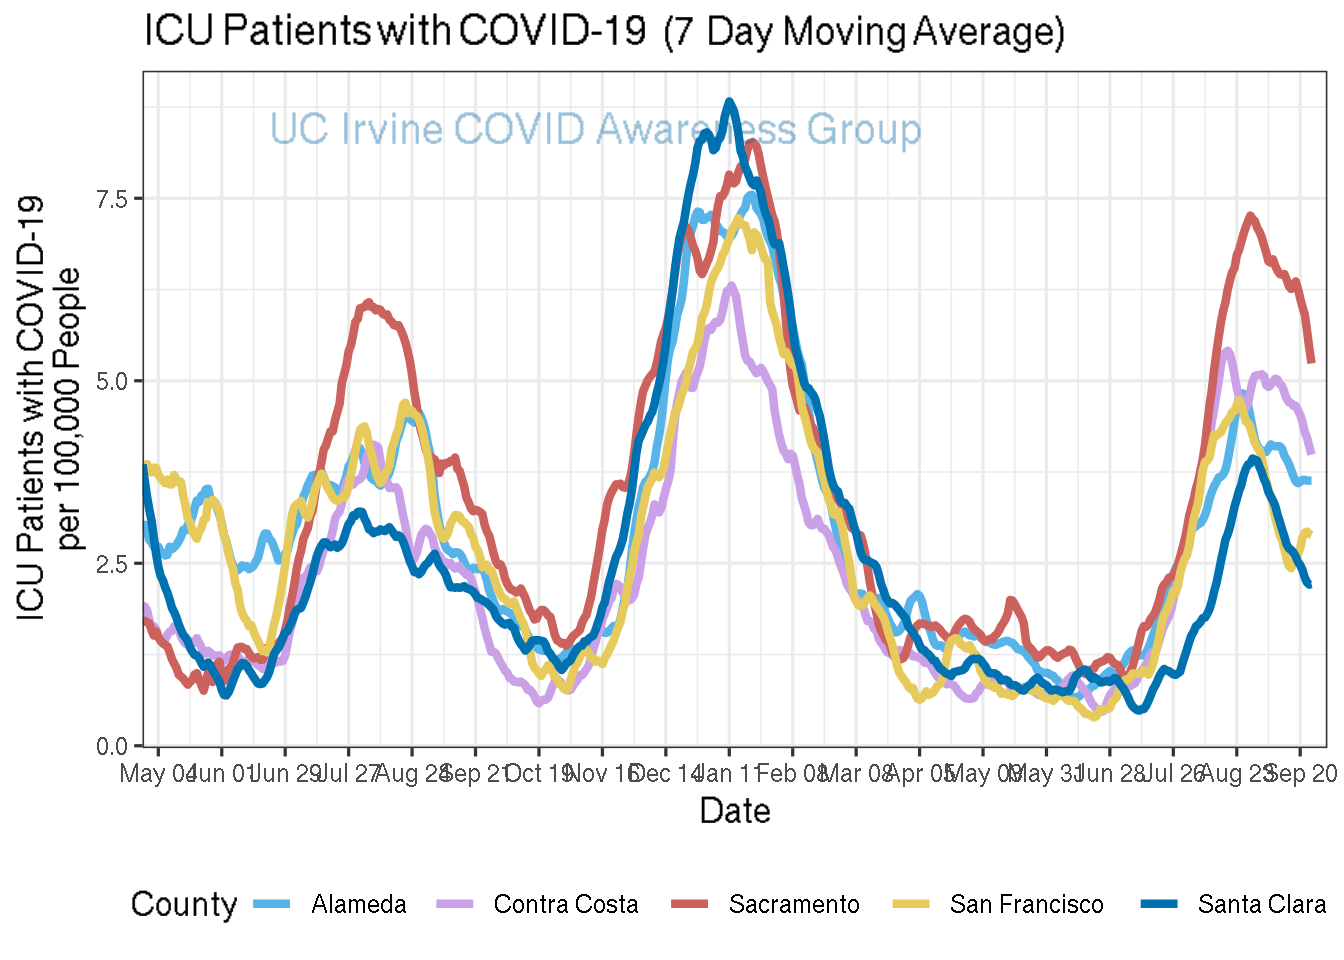 ICU Patients with COVID-19 (7 Day Moving Average)
UC Irvine COVID Awareness Group
ICU Patients with COVID-19
per 100,000 People
7.5
5.0
2.5
0.0
May 04 Jun 01 Jun 29 Jul 27 Aug 24 Sep 21 Oct 19 Nov 16 Dec 14 Jan 11 Feb 08 Mar 08 Apr 05 May 03 May 31 Jun 28 Jul 26 Aug 23 Sep 20
Date
County Alameda Contra Costa Sacramento San Francisco Santa Clara